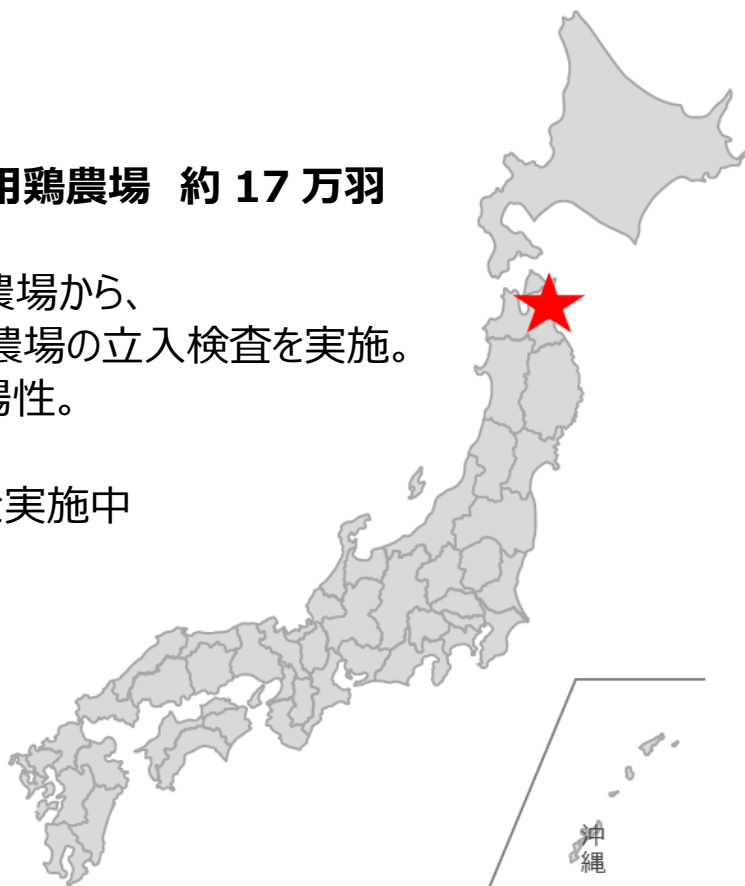 用鶏農場 約 17 万羽
農場から、
農場の立入検査を実施。
陽性。
実施中
沖
縄